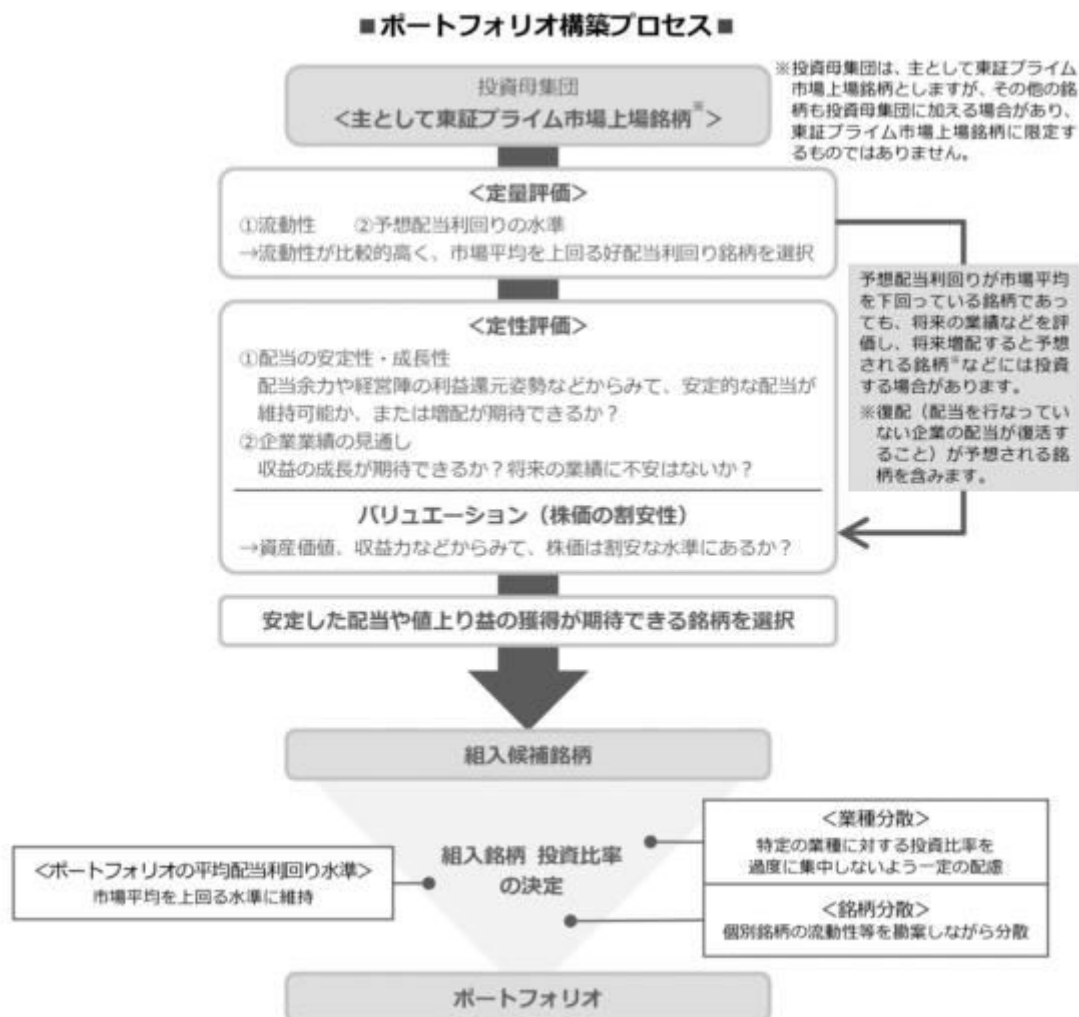 ■ポートフォリオ構築プロセス■
投資母集団
＜主として東証プライム市場上場銘柄※＞
※投資母集団は、主として東証プライム
市場上場銘柄としますが、その他の銘
柄も投資母集団に加える場合があり、
東証プライム市場上場銘柄に限定す
るものではありません。
＜定量評価＞
①流動性　②予想配当利回りの水準
→流動性が比較的高く、市場平均を上回る好配当利回り銘柄を選択
予想配当利回りが市場平均
を下回っている銘柄であっ
ても、将来の業績などを評
価し、将来増配すると予想
される銘柄※などには投資
する場合があります。
※復配（配当を行なってい
ない企業の配当が復活す
ること）が予想される銘
柄を含みます。
＜定性評価＞
①配当の安定性・成長性
配当余力や経営陣の利益還元姿勢などからみて、安定的な配当が
維持可能か、または増配が期待できるか？
②企業業績の見通し
収益の成長が期待できるか？将来の業績に不安はないか？
バリュエーション（株価の割安性）
→資産価値、収益力などからみて、株価は割安な水準にあるか？
安定した配当や値上り益の獲得が期待できる銘柄を選択
組入候補銘柄
組入銘柄 投資比率
の決定
＜ポートフォリオの平均配当利回り水準＞
市場平均を上回る水準に維持
＜業種分散＞
特定の業種に対する投資比率を
過度に集中しないよう一定の配慮
＜銘柄分散＞
個別銘柄の流動性等を勘案しながら分散
ポートフォリオ